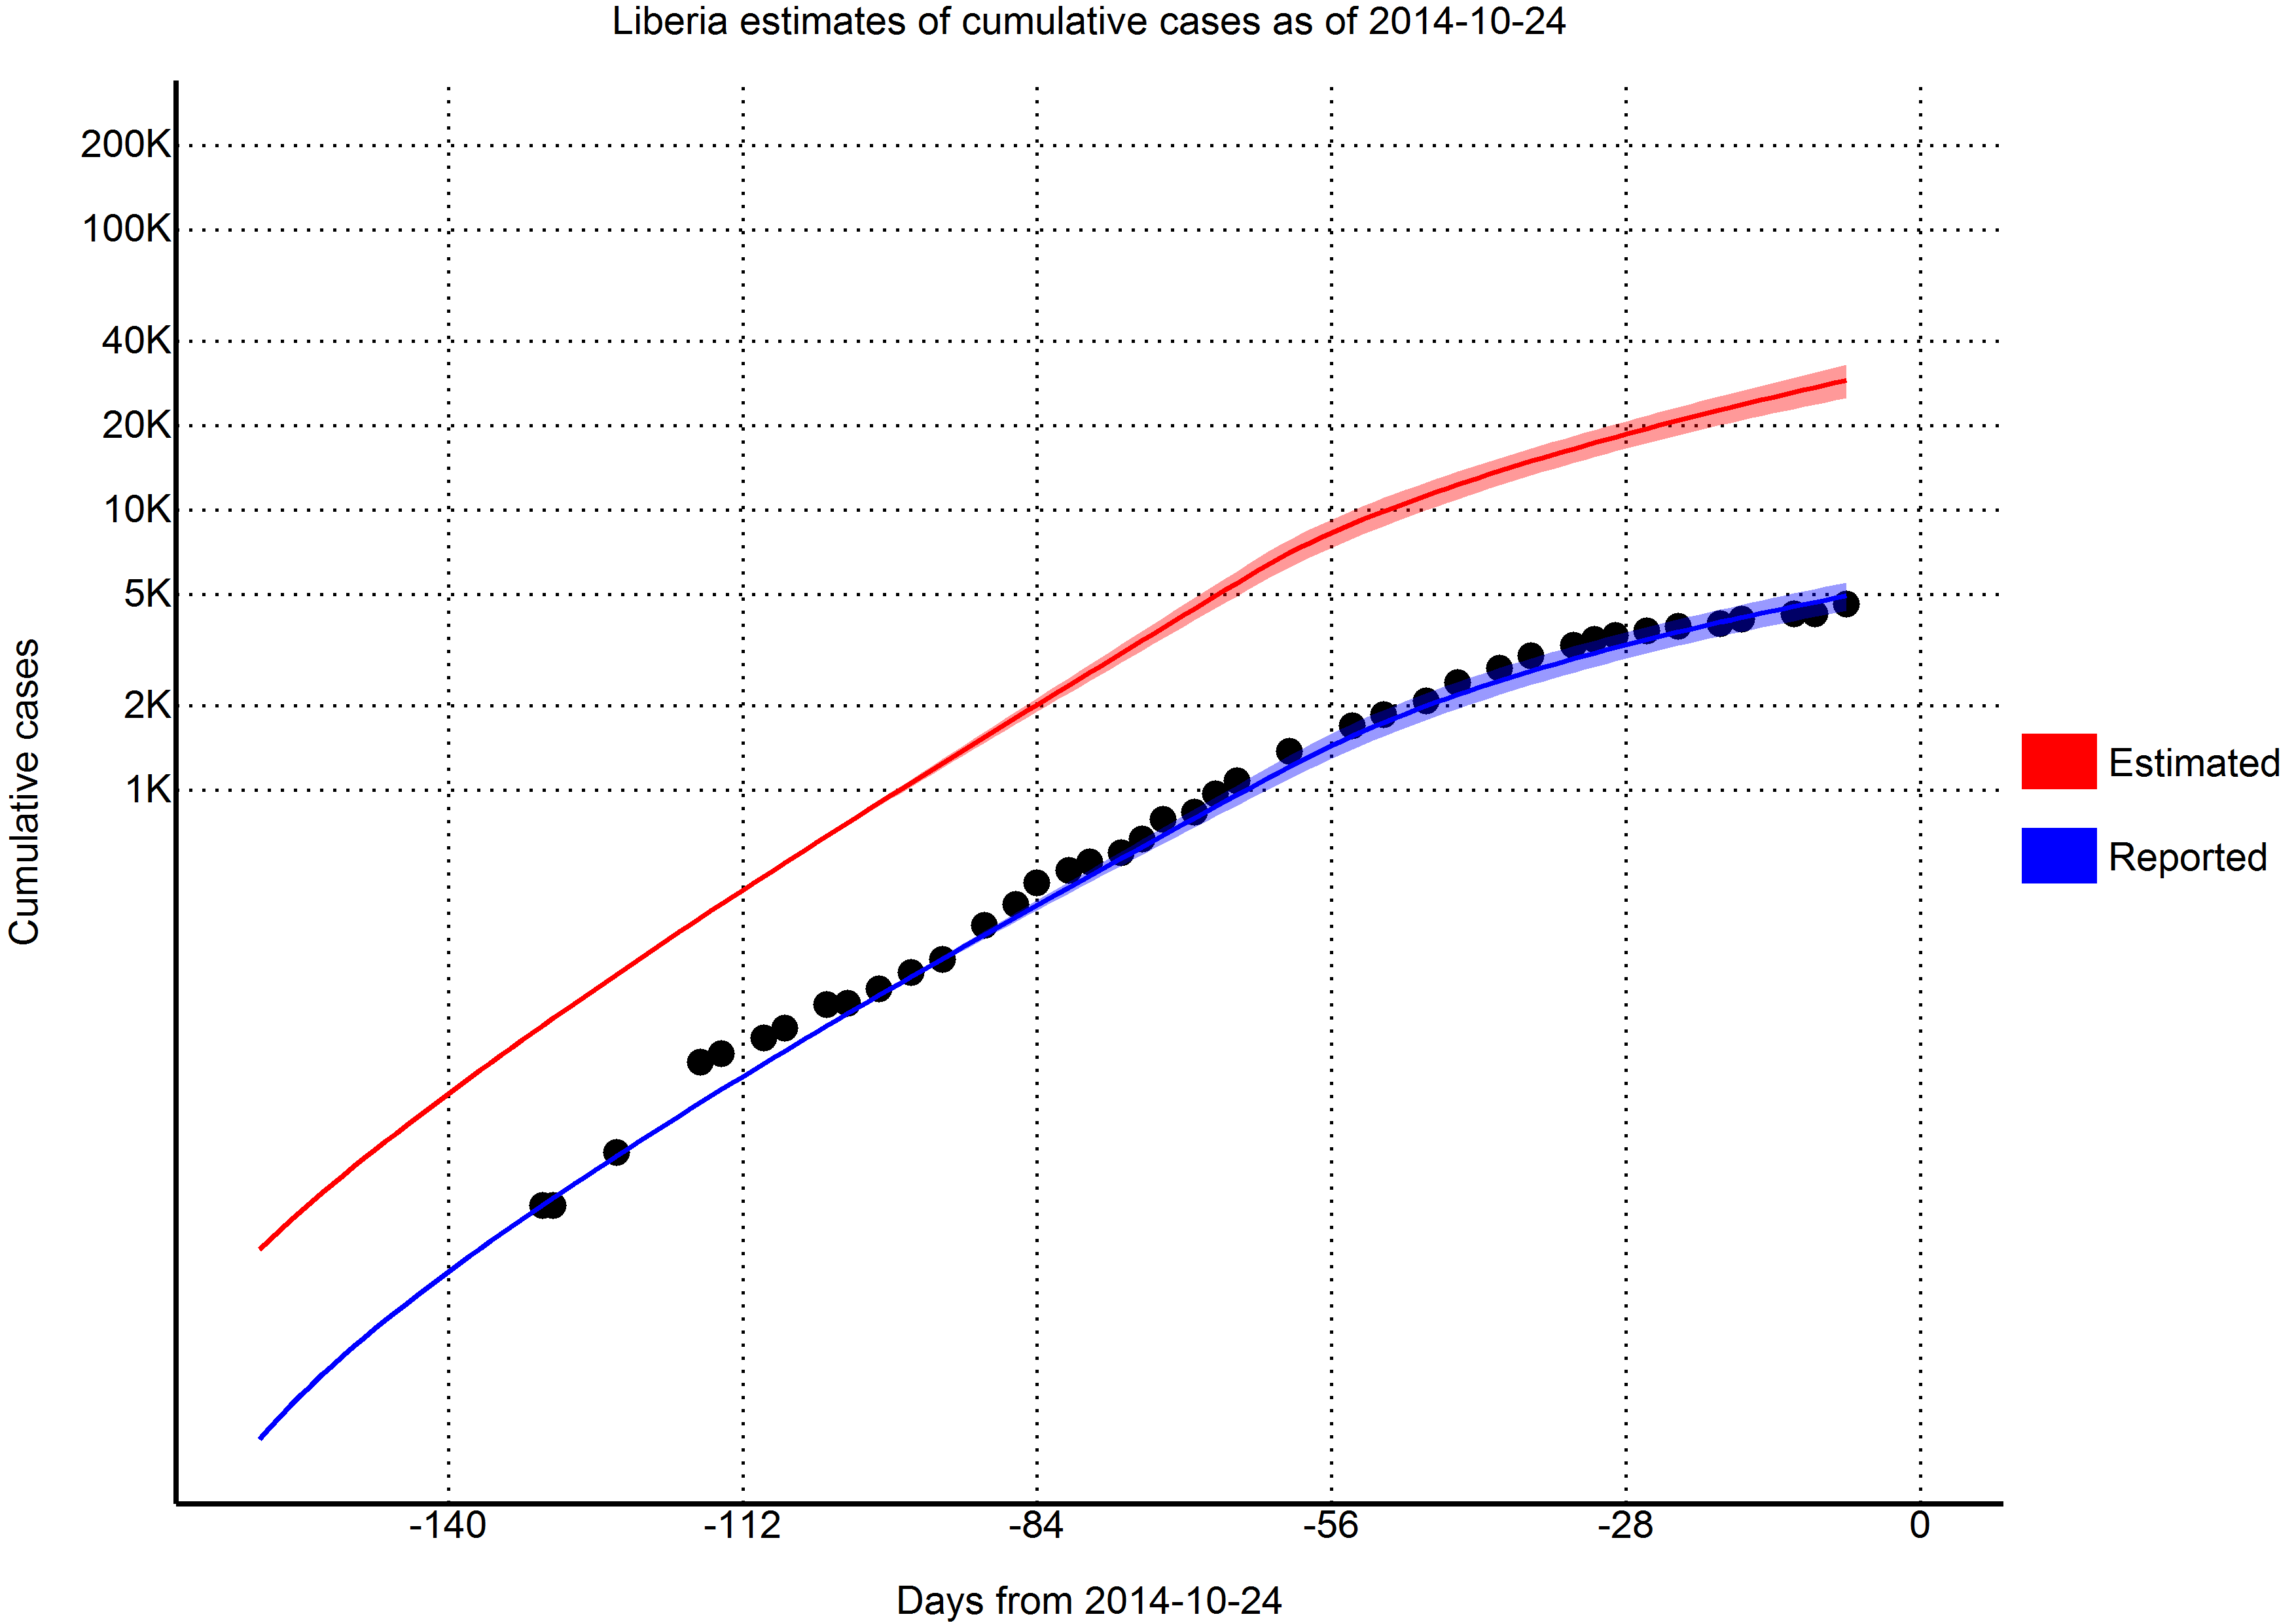 Liberia estimates of cumulative cases as of 2014-10-24
200K
100K
40K
20K
10K
5K
2K
1K
Cumulative cases
Estimated
Reported
-140 -112 -84 -56 -28 0
Days from 2014-10-24